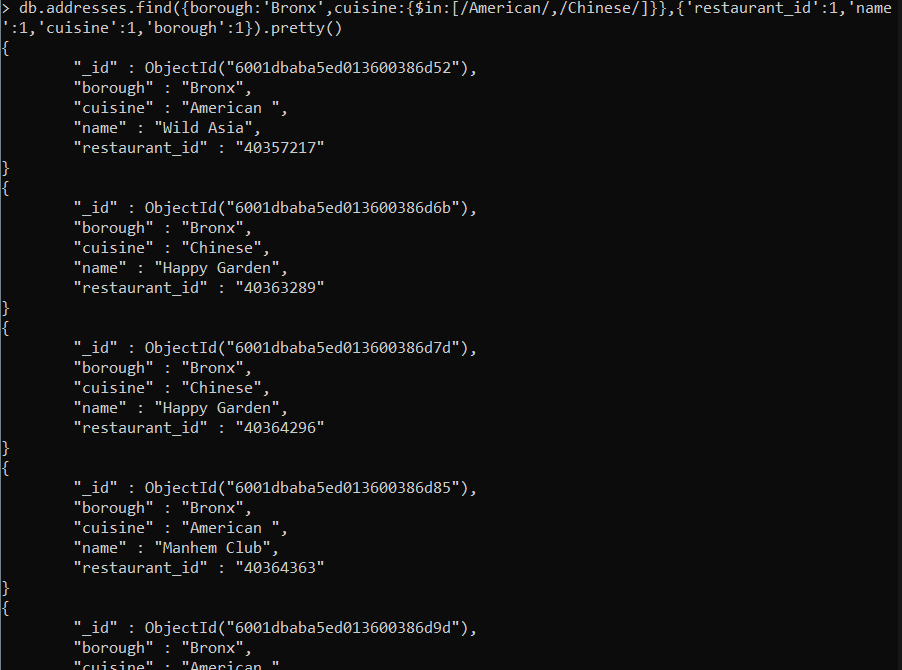 > db.addresses.find({borough:'Bronx',cuisine:{$in:[/American/,/Chinese/]}},{'restaurant_id':1,'name
':1,'cuisine':1,'borough':1}).pretty()
{
        "_id" : ObjectId("6001dbaba5ed013600386d52"),
        "borough" : "Bronx",
        "cuisine" : "American ",
        "name" : "Wild Asia",
        "restaurant_id" : "40357217"
}
{
        "_id" : ObjectId("6001dbaba5ed013600386d6b"),
        "borough" : "Bronx",
        "cuisine" : "Chinese",
        "name" : "Happy Garden",
        "restaurant_id" : "40363289"
}
{
        "_id" : ObjectId("6001dbaba5ed013600386d7d"),
        "borough" : "Bronx",
        "cuisine" : "Chinese",
        "name" : "Happy Garden",
        "restaurant_id" : "40364296"
}
{
        "_id" : ObjectId("6001dbaba5ed013600386d85"),
        "borough" : "Bronx",
        "cuisine" : "American ",
        "name" : "Manhem Club",
        "restaurant_id" : "40364363"
}
{
        "_id" : ObjectId("6001dbaba5ed013600386d9d"),
        "borough" : "Bronx",
        "cuisine" : "American "